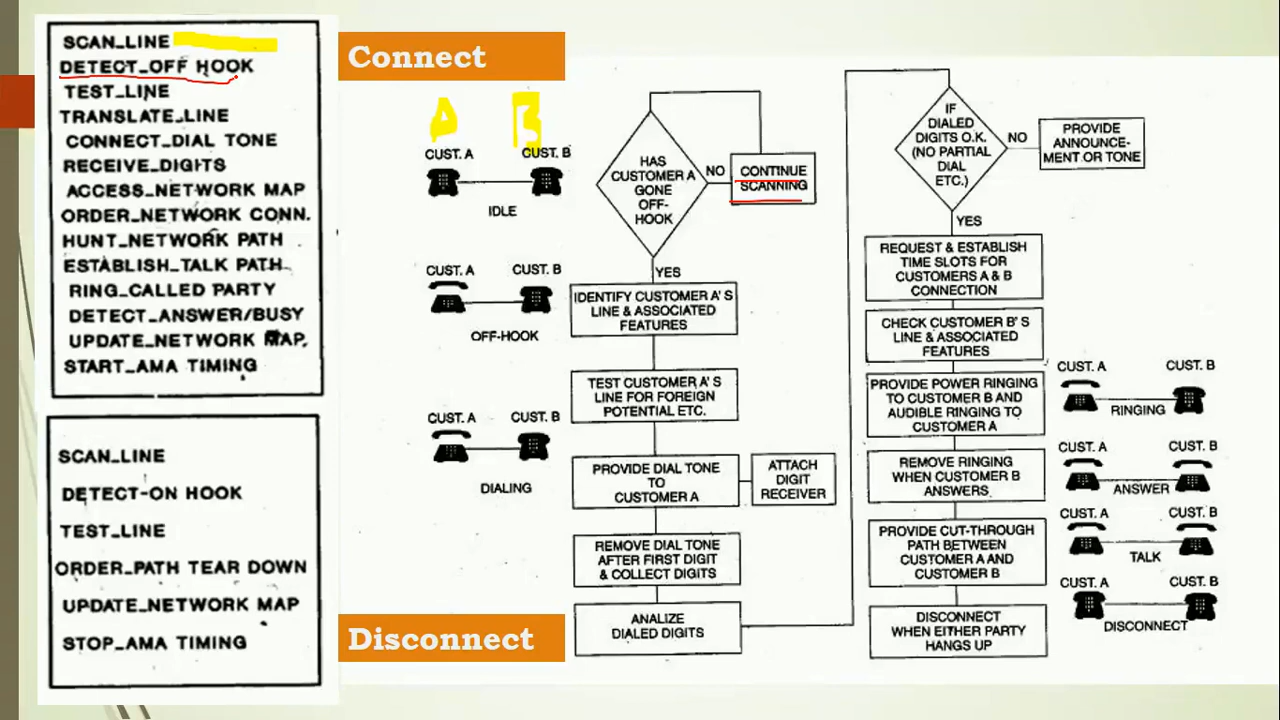 SCAN_LINE
DETECT_OFF HOOK
TEST_LINE
TRANSLATE_LINE
CONNECT_DIAL TONE
RECEIVE_DIGITS
ACCESS_NETWORK MAP
ORDER_NETWORK CONN.
HUNT_NETWORK PATH
ESTABLISH_TALK PATH
RING_CALLED PARTY
DETECT_ANSWER/BUSY
UPDATE_NETWORK MAP.
START_AMA TIMING
SCAN_LINE
DETECT-ON HOOK
TEST_LINE
ORDER_PATH TEAR DOWN
UPDATE_NETWORK MAP
STOP_AMA TIMING
Connect
A B
CUST. A CUST. B
IDLE
CUST. A CUST. B
OFF-HOOK
CUST. A CUST. B
DIALING
Disconnect
HAS
CUSTOMER A
GONE
OFF-
HOOK
NO
CONTINUE
SCANNING
YES
IDENTIFY CUSTOMER A'S
LINE & ASSOCIATED
FEATURES
TEST CUSTOMER A'S
LINE FOR FOREIGN
POTENTIAL ETC.
PROVIDE DIAL TONE
TO
CUSTOMER A
ATTACH
DIGIT
RECEIVER
REMOVE DIAL TONE
AFTER FIRST DIGIT
& COLLECT DIGITS
ANALIZE
DIALED DIGITS
IF
DIALED
DIGITS O.K.
(NO PARTIAL
DIAL
ETC.)
NO
PROVIDE
ANNOUNCE-
MENT OR TONE
YES
REQUEST & ESTABLISH
TIME SLOTS FOR
CUSTOMERS A & B
CONNECTION
CHECK CUSTOMER B'S
LINE & ASSOCIATED
FEATURES
PROVIDE POWER RINGING
TO CUSTOMER B AND
AUDIBLE RINGING TO
CUSTOMER A
REMOVE RINGING
WHEN CUSTOMER B
ANSWERS
PROVIDE CUT-THROUGH
PATH BETWEEN
CUSTOMER A AND
CUSTOMER B
DISCONNECT
WHEN EITHER PARTY
HANGS UP
CUST. A CUST. B
RINGING
CUST. A CUST. B
ANSWER
CUST. A CUST. B
TALK
CUST. A CUST. B
DISCONNECT